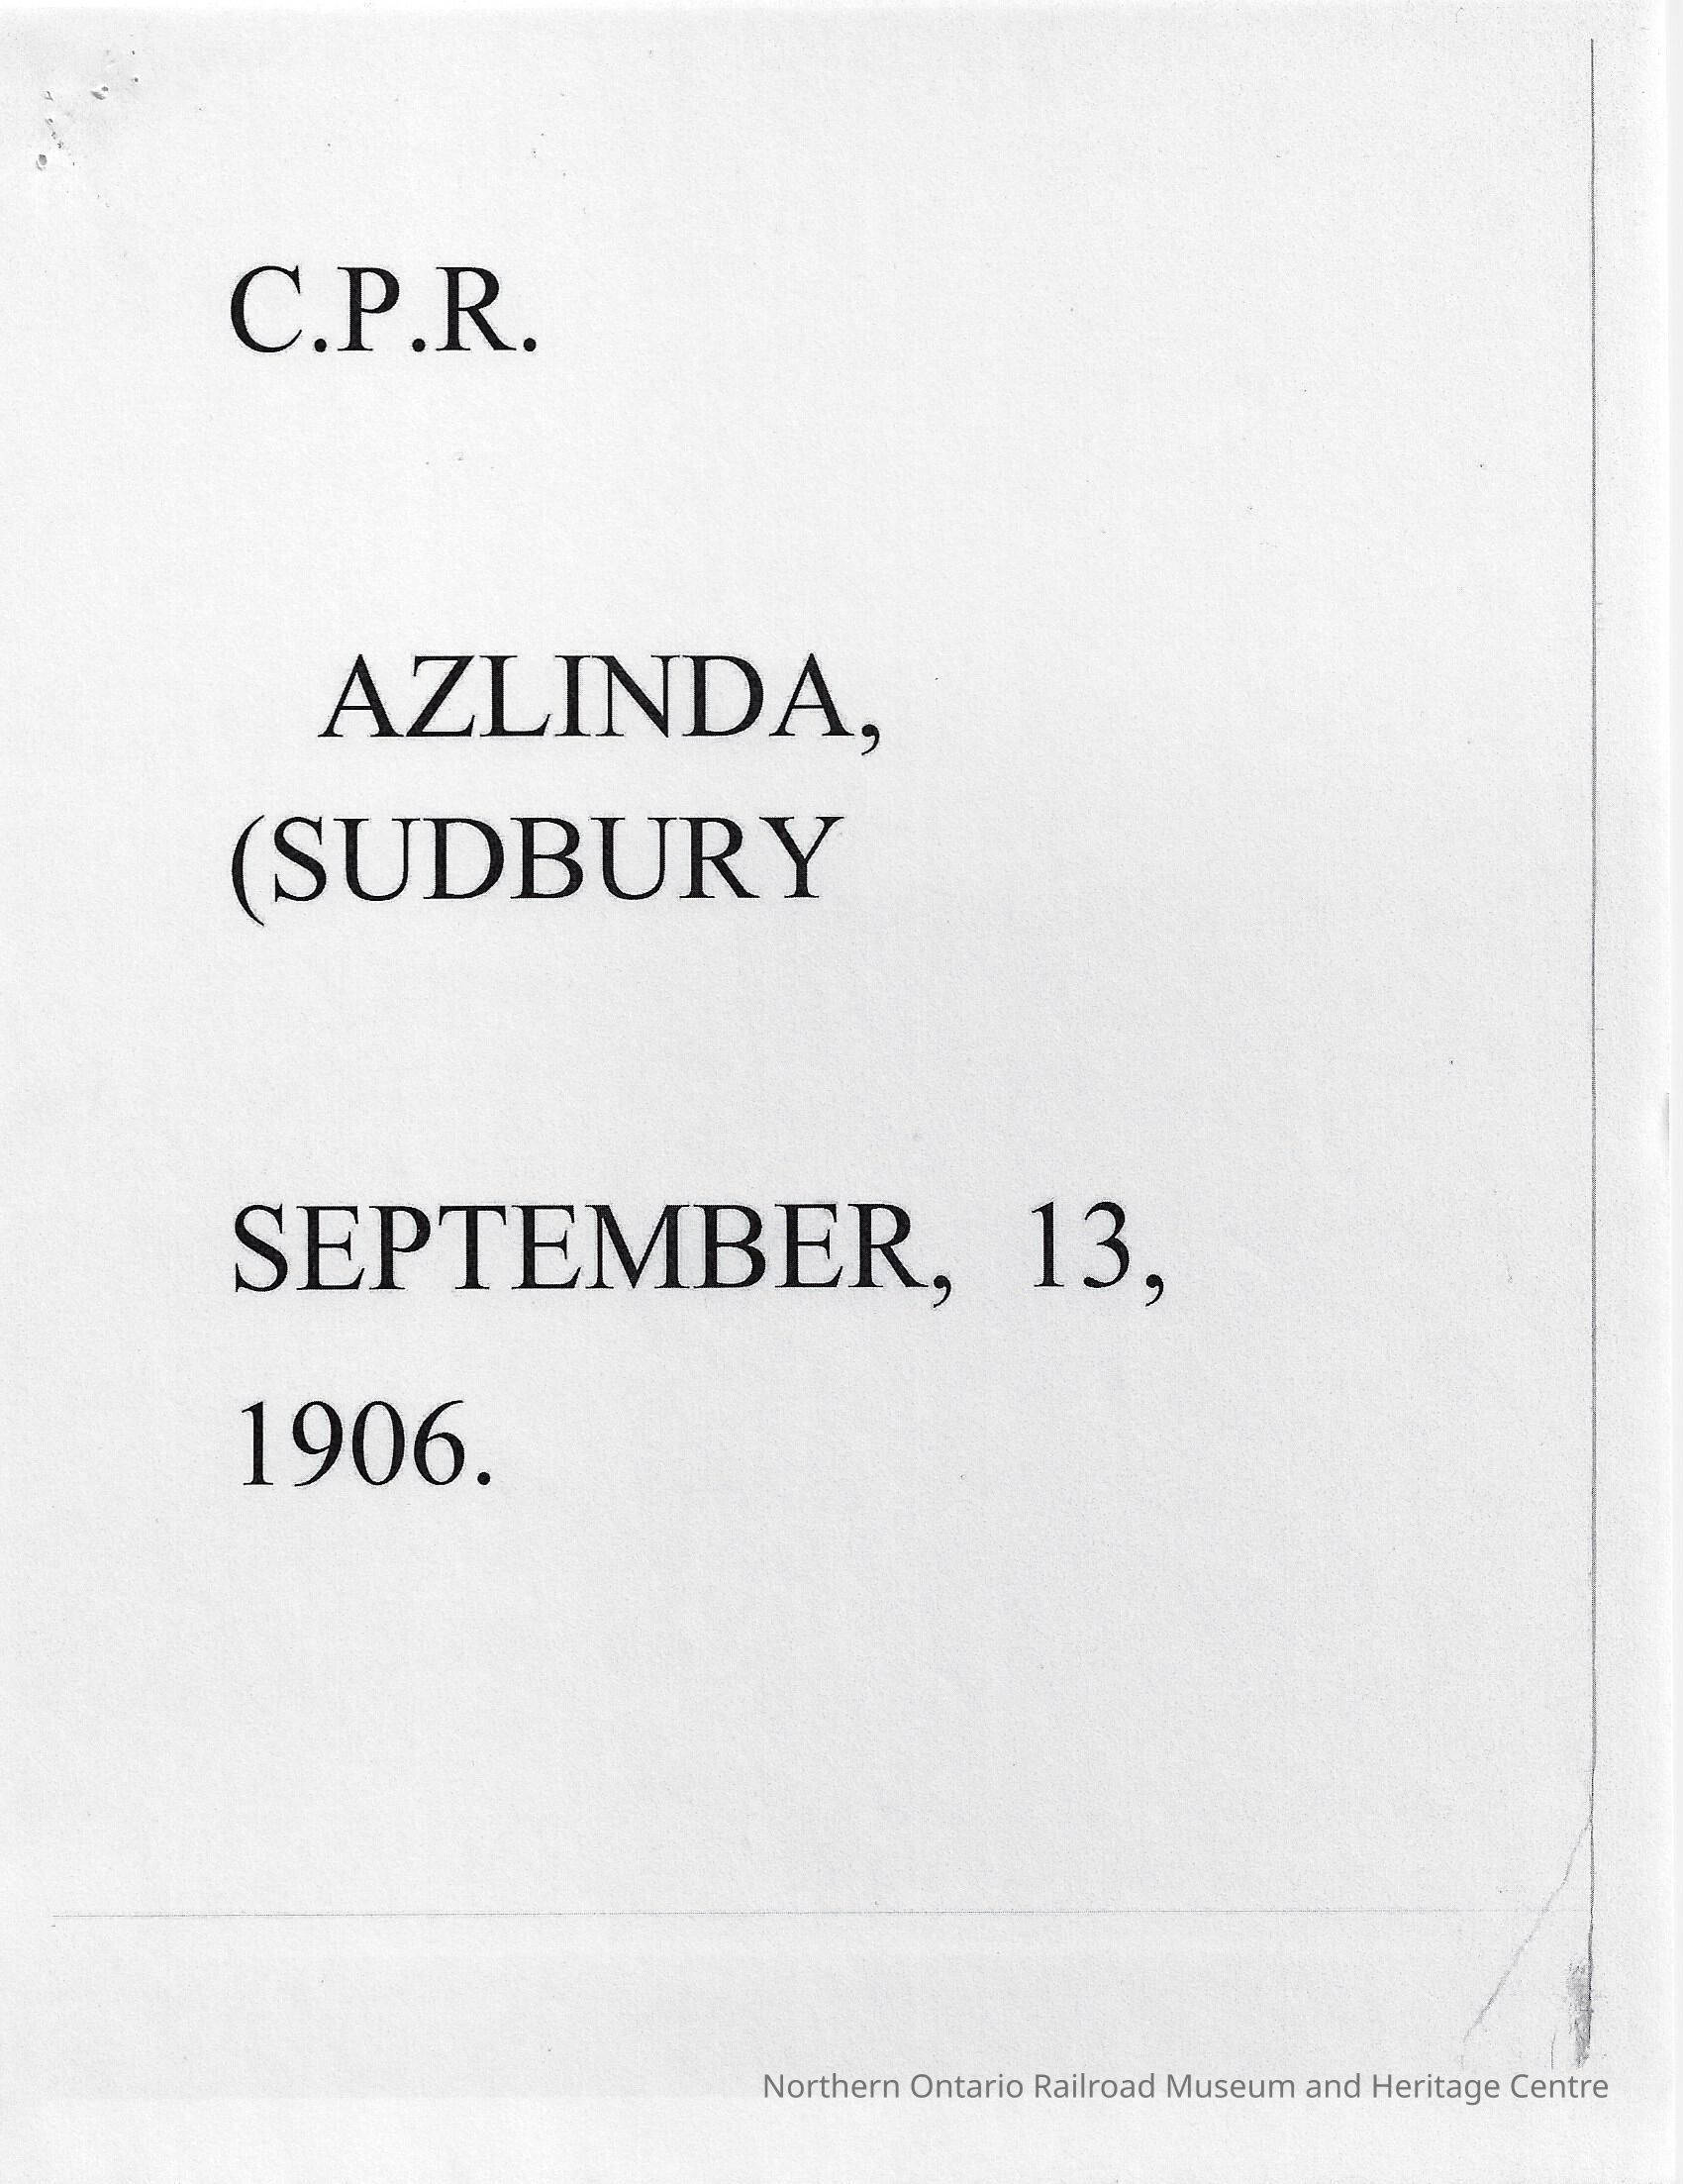 C.P.R.
AZLINDA,
(SUDBURY
SEPTEMBER, 13,
1906.
Northern Ontario Railroad Museum and Heritage Centre